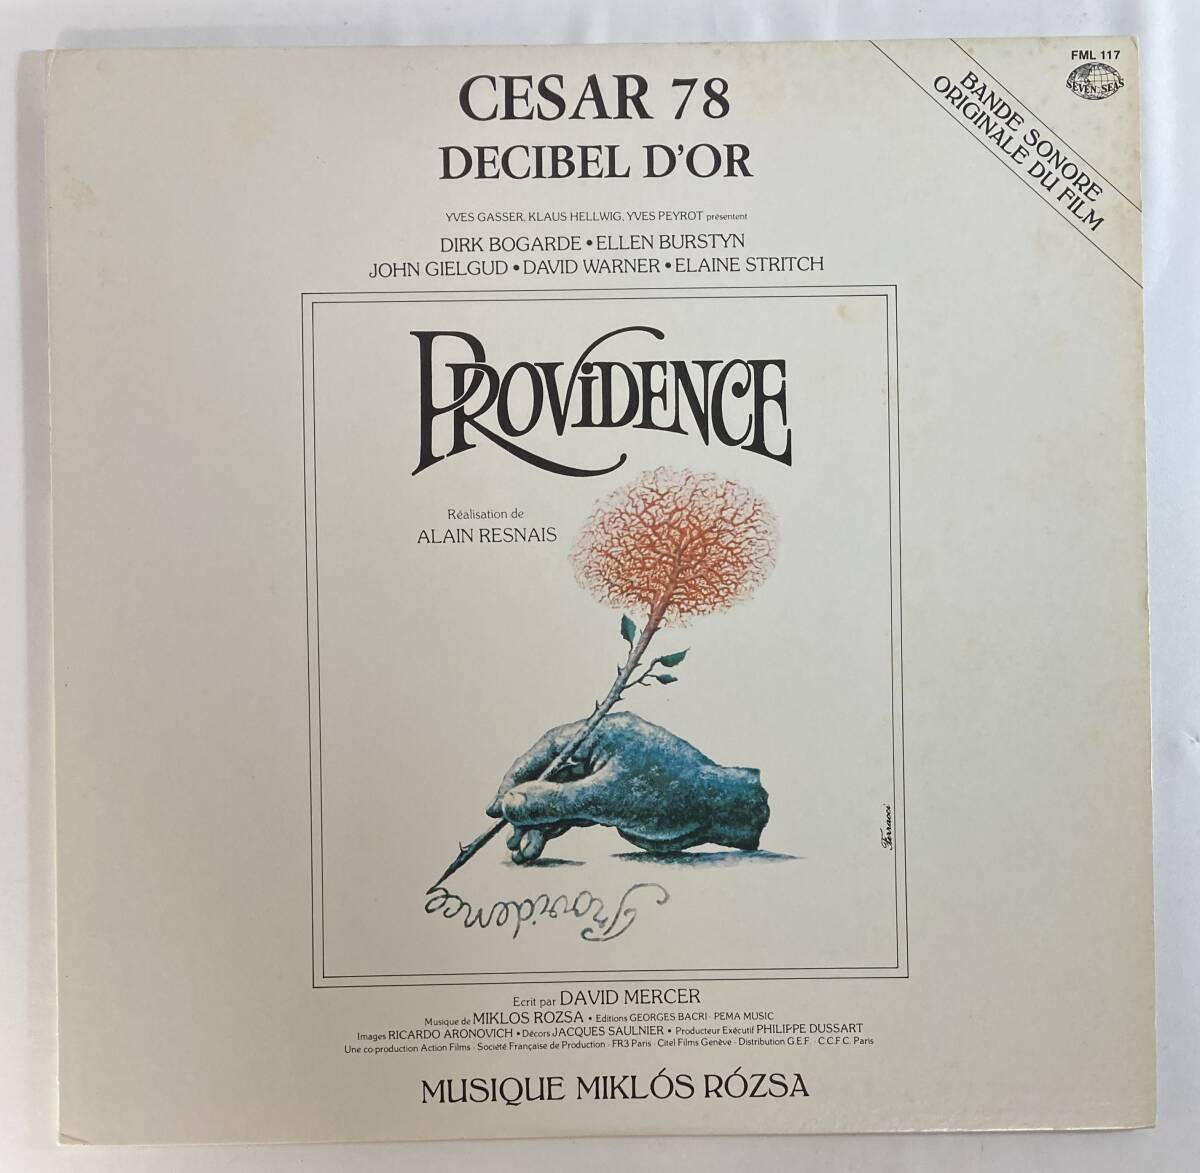 CESAR 78
DECIBEL D'OR
FML 117
SEVEN SEAS
BANDE SONORE
ORIGINALE DU FILM
YVES GASSER, KLAUS HELLWIG, YVES PEYROT présentent
DIRK BOGARDE • ELLEN BURSTYN
JOHN GIELGUD • DAVID WARNER • ELAINE STRITCH
PROViDENCE
Réalisation de
ALAIN RESNAIS
Ferracci
Providence
Ecrit par DAVID MERCER
Musique de MIKLOS ROZSA • Editions GEORGES BACRI · PEMA MUSIC
Images RICARDO ARONOVICH • Décors JACQUES SAULNIER • Producteur Exécutif PHILIPPE DUSSART
Une co-production Action Films · Société Française de Production · FR3 Paris · Citel Films Genève · Distribution G.E.F. · C.C.F.C. Paris
MUSIQUE MIKLÓS RÓZSA